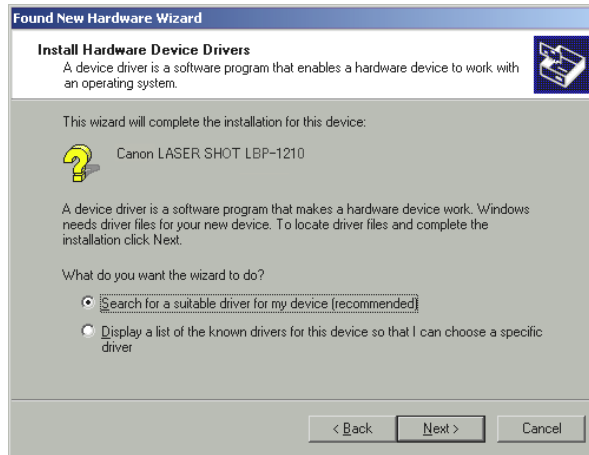 Found New Hardware Wizard
Install Hardware Device Drivers
A device driver is a software program that enables a hardware device to work with
an operating system.
This wizard will complete the installation for this device:
Canon LASER SHOT LBP-1210
A device driver is a software program that makes a hardware device work. Windows
needs driver files for your new device. To locate driver files and complete the
installation click Next.
What do you want the wizard to do?
Search for a suitable driver for my device (recommended)
Display a list of the known drivers for this device so that I can choose a specific
driver
< Back Next > Cancel